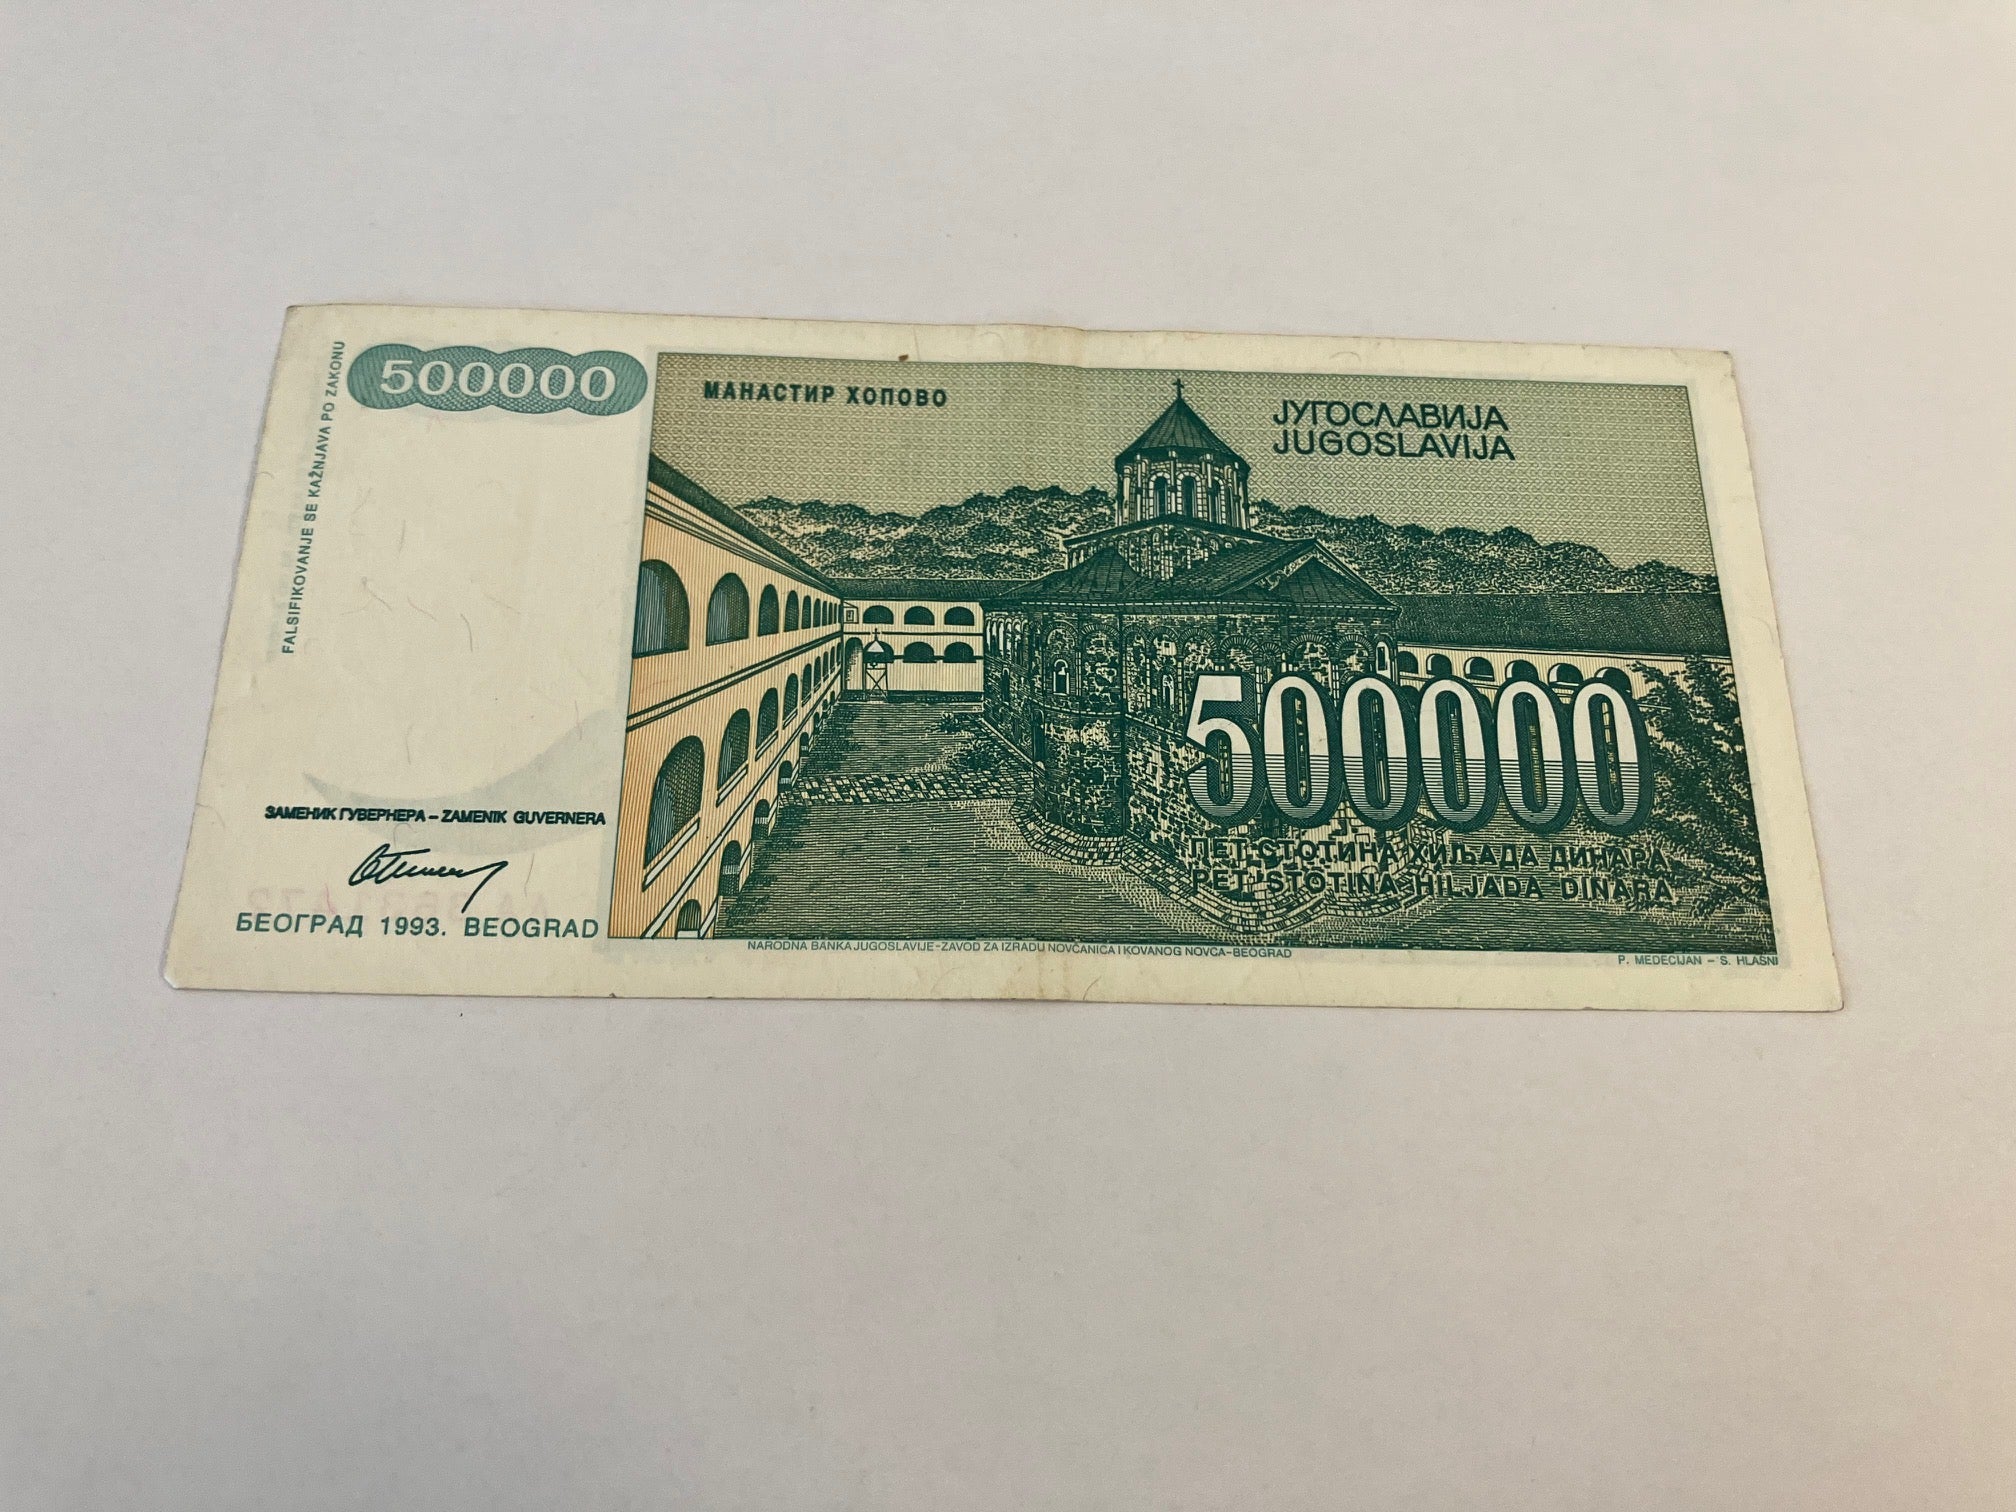 FALSIFIKOVANJE SE KAŽNJAVA PO ZAKONU
500000
МАНАСТИР ХОПОВО
ЈУГОСЛАВИЈА
JUGOSLAVIJA
500000
ПЕТ СТОТИНА ХИЉАДА ДИНАРА
PET STOTINA HILJADA DINARA
ЗАМЕНИК ГУВЕРНЕРА – ZAMENIK GUVERNERA
БЕОГРАД 1993. BEOGRAD
NARODNA BANKA JUGOSLAVIJE–ZAVOD ZA IZRADU NOVČANICA I KOVANOG NOVCA–BEOGRAD
P. MEDECIJAN – S. HLAŠNI